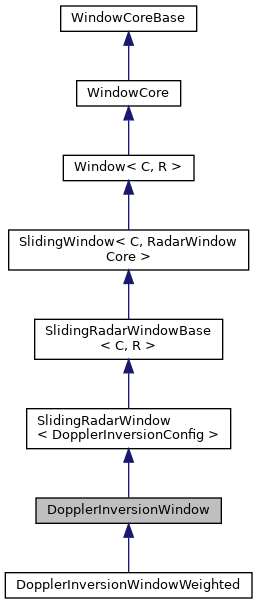 WindowCoreBase
WindowCore
Window< C, R >
SlidingWindow< C, RadarWindow
Core >
SlidingRadarWindowBase
< C, R >
SlidingRadarWindow
< DopplerInversionConfig >
DopplerInversionWindow
DopplerInversionWindowWeighted